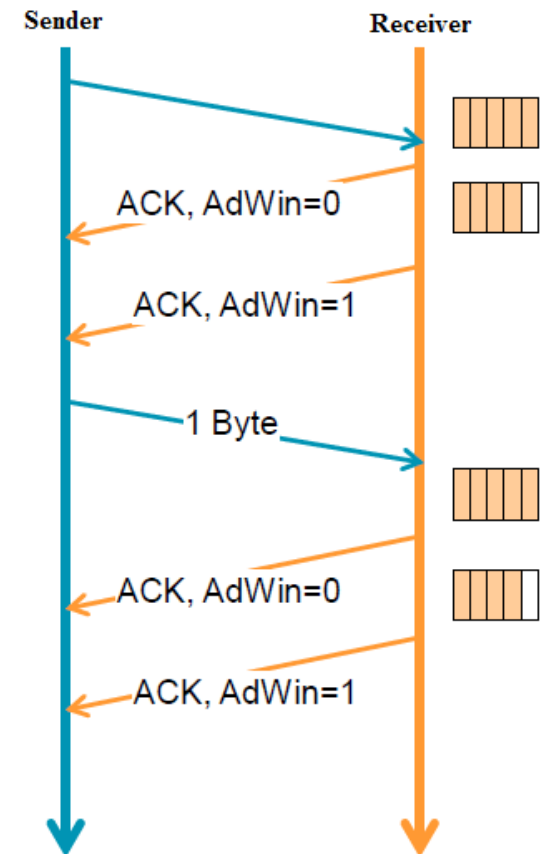 Sender
Receiver
ACK, AdWin=0
ACK, AdWin=1
1 Byte
ACK, AdWin=0
ACK, AdWin=1